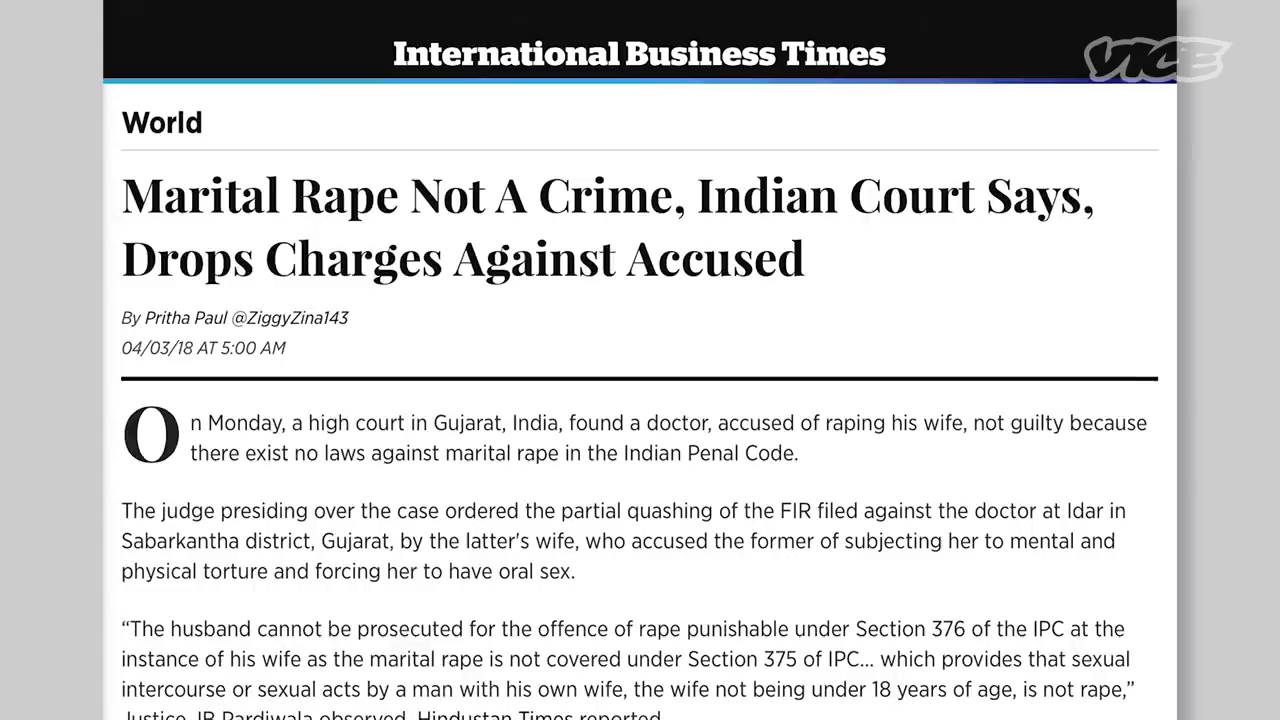 International Business Times
VICE
World
Marital Rape Not A Crime, Indian Court Says,
Drops Charges Against Accused
By Pritha Paul @ZiggyZina143
04/03/18 AT 5:00 AM
On Monday, a high court in Gujarat, India, found a doctor, accused of raping his wife, not guilty because
there exist no laws against marital rape in the Indian Penal Code.
The judge presiding over the case ordered the partial quashing of the FIR filed against the doctor at Idar in
Sabarkantha district, Gujarat, by the latter's wife, who accused the former of subjecting her to mental and
physical torture and forcing her to have oral sex.
“The husband cannot be prosecuted for the offence of rape punishable under Section 376 of the IPC at the
instance of his wife as the marital rape is not covered under Section 375 of IPC... which provides that sexual
intercourse or sexual acts by a man with his own wife, the wife not being under 18 years of age, is not rape,”
Justice JB Pardiwala observed, Hindustan Times reported.